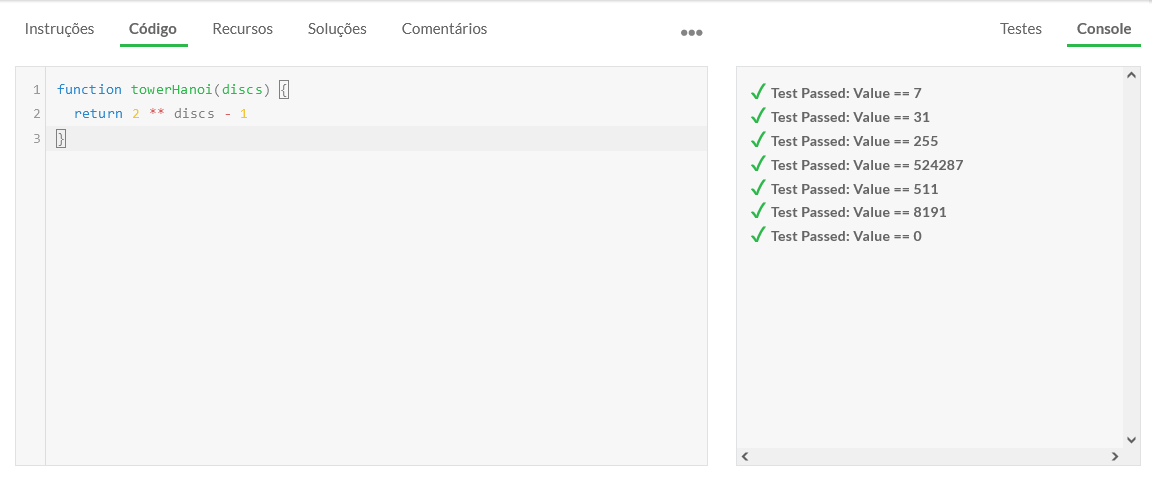 Instruções Código Recursos Soluções Comentários ••• Testes Console
1 function towerHanoi(discs) {
2 return 2 ** discs - 1
3 }
✓ Test Passed: Value == 7
✓ Test Passed: Value == 31
✓ Test Passed: Value == 255
✓ Test Passed: Value == 524287
✓ Test Passed: Value == 511
✓ Test Passed: Value == 8191
✓ Test Passed: Value == 0